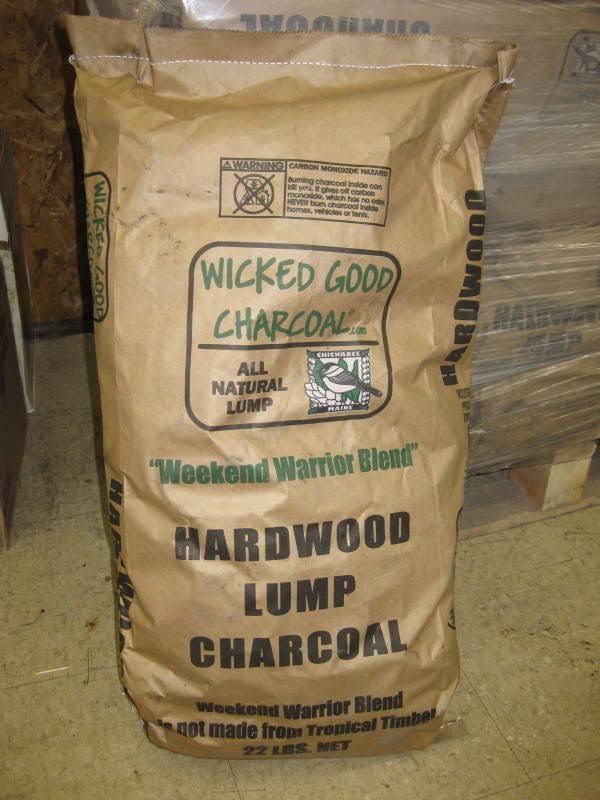 CHARCOAL
WARNING
CARBON MONOXIDE HAZARD
Burning charcoal inside can
kill you. It gives off carbon
monoxide, which has no odor.
NEVER burn charcoal inside
homes, vehicles or tents.
WICKED GOOD
CHARCOAL.com
ALL
NATURAL
LUMP
CHICKADEE
MAINE
"Weekend Warrior Blend"
HARDWOOD
LUMP
CHARCOAL
Weekend Warrior Blend
is not made from Tropical Timber
22 LBS. NET
WICKED GOOD
HARDWOOD